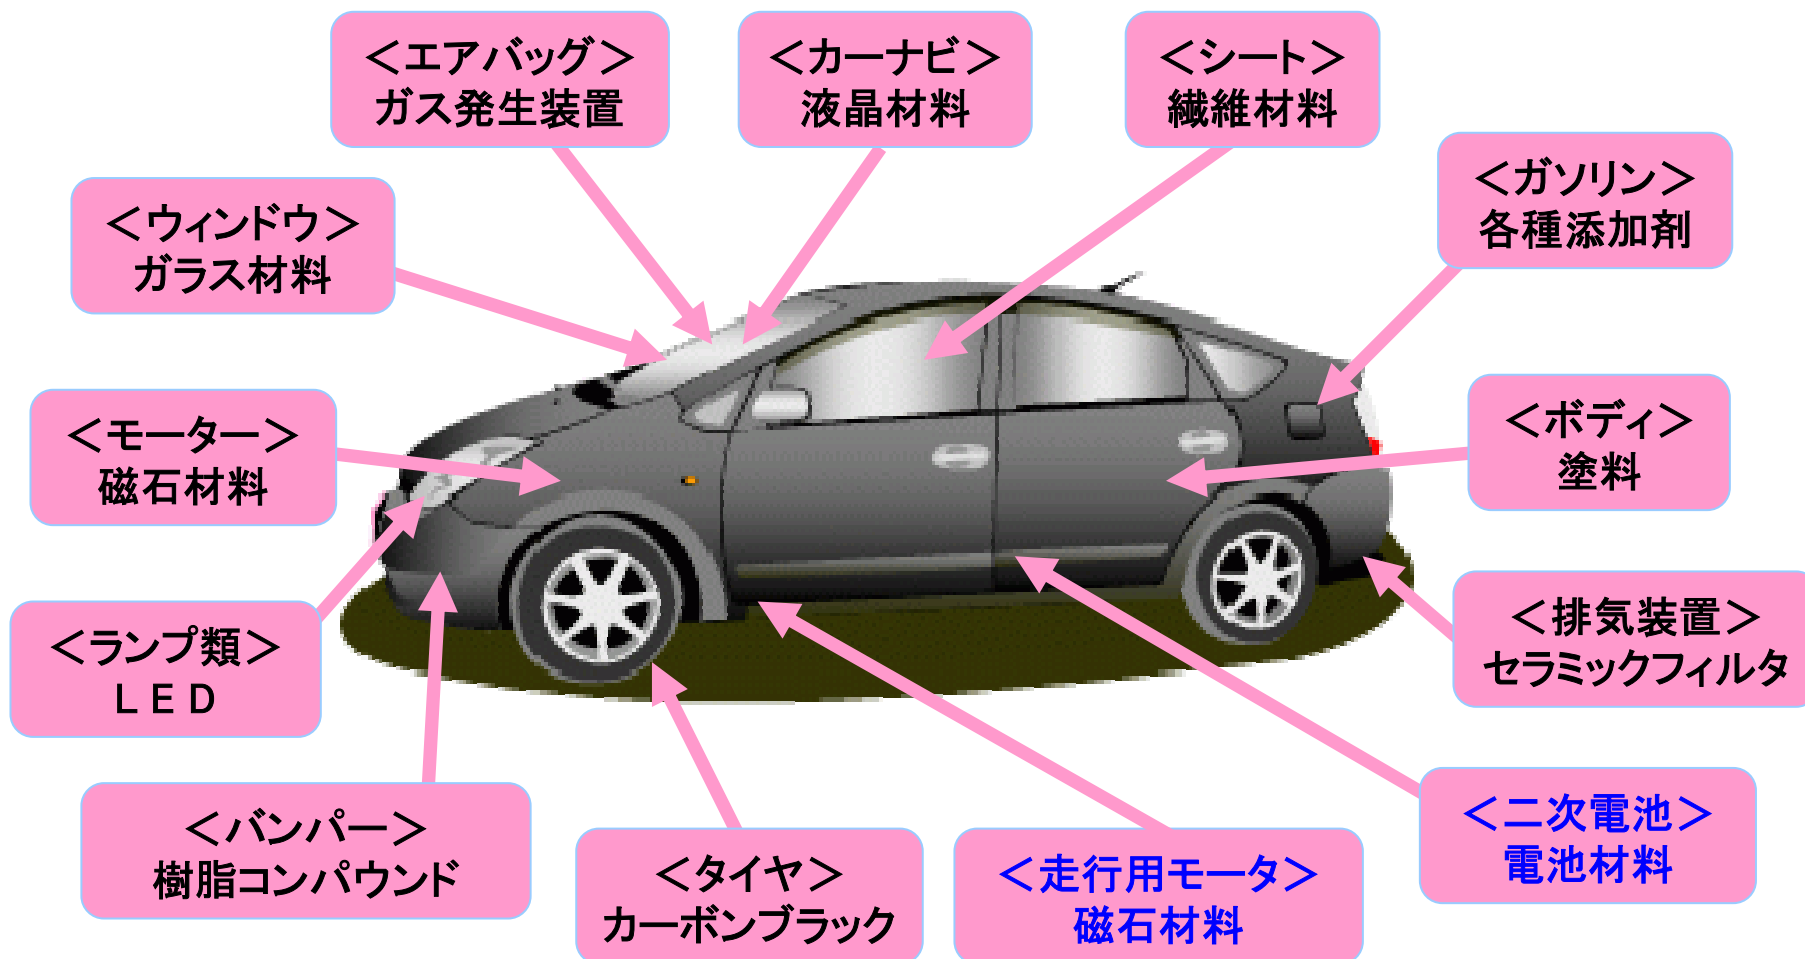 ＜エアバッグ＞
ガス発生装置
＜カーナビ＞
液晶材料
＜シート＞
繊維材料
＜ガソリン＞
各種添加剤
＜ウィンドウ＞
ガラス材料
＜モーター＞
磁石材料
＜ボディ＞
塗料
＜ランプ類＞
ＬＥＤ
＜排気装置＞
セラミックフィルタ
＜バンパー＞
樹脂コンパウンド
＜タイヤ＞
カーボンブラック
＜走行用モータ＞
磁石材料
＜二次電池＞
電池材料